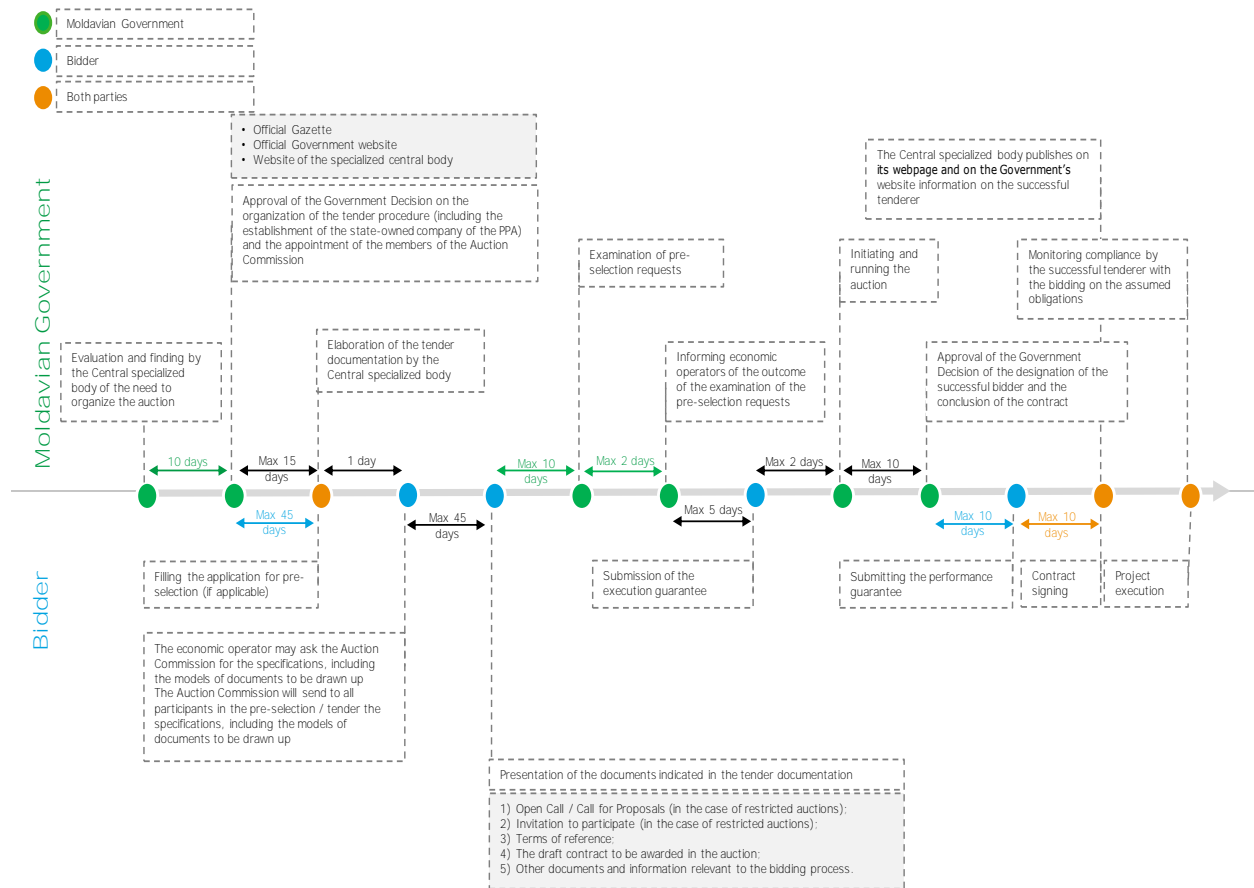 Moldavian Government
Bidder
Both parties
• Official Gazette
• Official Government website
• Website of the specialized central body
Approval of the Government Decision on the
organization of the tender procedure (including the
establishment of the state-owned company of the PPA)
and the appointment of the members of the Auction
Commission
The Central specialized body publishes on
its webpage and on the Government's
website information on the successful
tenderer
Examination of pre-
selection requests
Initiating and
running the
auction
Monitoring compliance by
the successful tenderer with
the bidding on the assumed
obligations
Moldavian Government
Evaluation and finding by
the Central specialized
body of the need to
organize the auction
Elaboration of the tender
documentation by the
Central specialized body
Informing economic
operators of the outcome
of the examination of the
pre-selection requests
Approval of the Government
Decision of the designation of the
successful bidder and the
conclusion of the contract
10 days
Max 15
days
1 day
Max 10
days
Max 2 days
Max 2 days
Max 10
days
Max 45
days
Max 45
days
Max 5 days
Max 10
days
Max 10
days
Bidder
Filling the application for pre-
selection (if applicable)
Submission of the
execution guarantee
Submitting the performance
guarantee
Contract
signing
Project
execution
The economic operator may ask the Auction
Commission for the specifications, including
the models of documents to be drawn up
The Auction Commission will send to all
participants in the pre-selection / tender the
specifications, including the models of
documents to be drawn up
Presentation of the documents indicated in the tender documentation
1) Open Call / Call for Proposals (in the case of restricted auctions);
2) Invitation to participate (in the case of restricted auctions);
3) Terms of reference;
4) The draft contract to be awarded in the auction;
5) Other documents and information relevant to the bidding process.